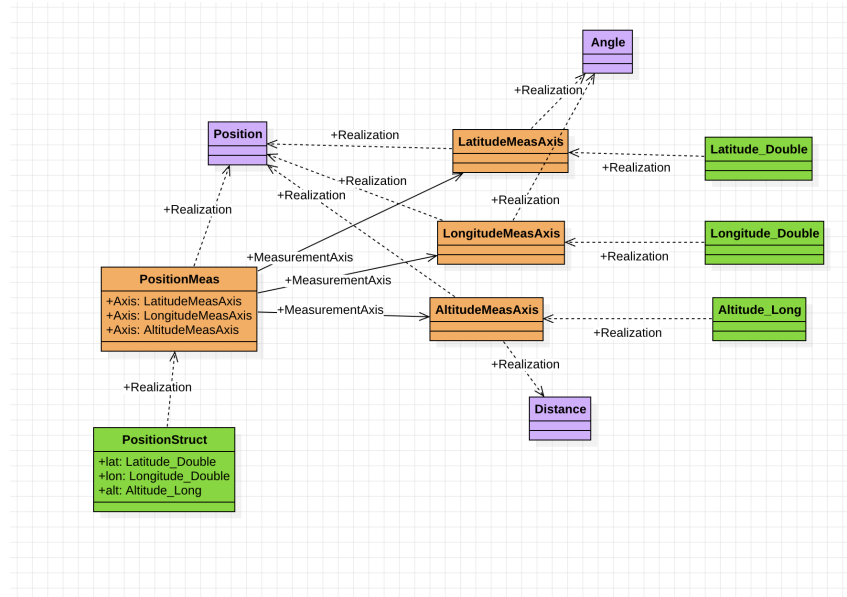 Angle
+Realization
Position
+Realization
LatitudeMeasAxis
Latitude_Double
+Realization
+Realization
+Realization
+Realization
+Realization
LongitudeMeasAxis
Longitude_Double
+MeasurementAxis
+Realization
PositionMeas
+MeasurementAxis
+Axis: LatitudeMeasAxis
+Axis: LongitudeMeasAxis
+Axis: AltitudeMeasAxis
+MeasurementAxis
AltitudeMeasAxis
Altitude_Long
+Realization
+Realization
+Realization
Distance
PositionStruct
+lat: Latitude_Double
+lon: Longitude_Double
+alt: Altitude_Long